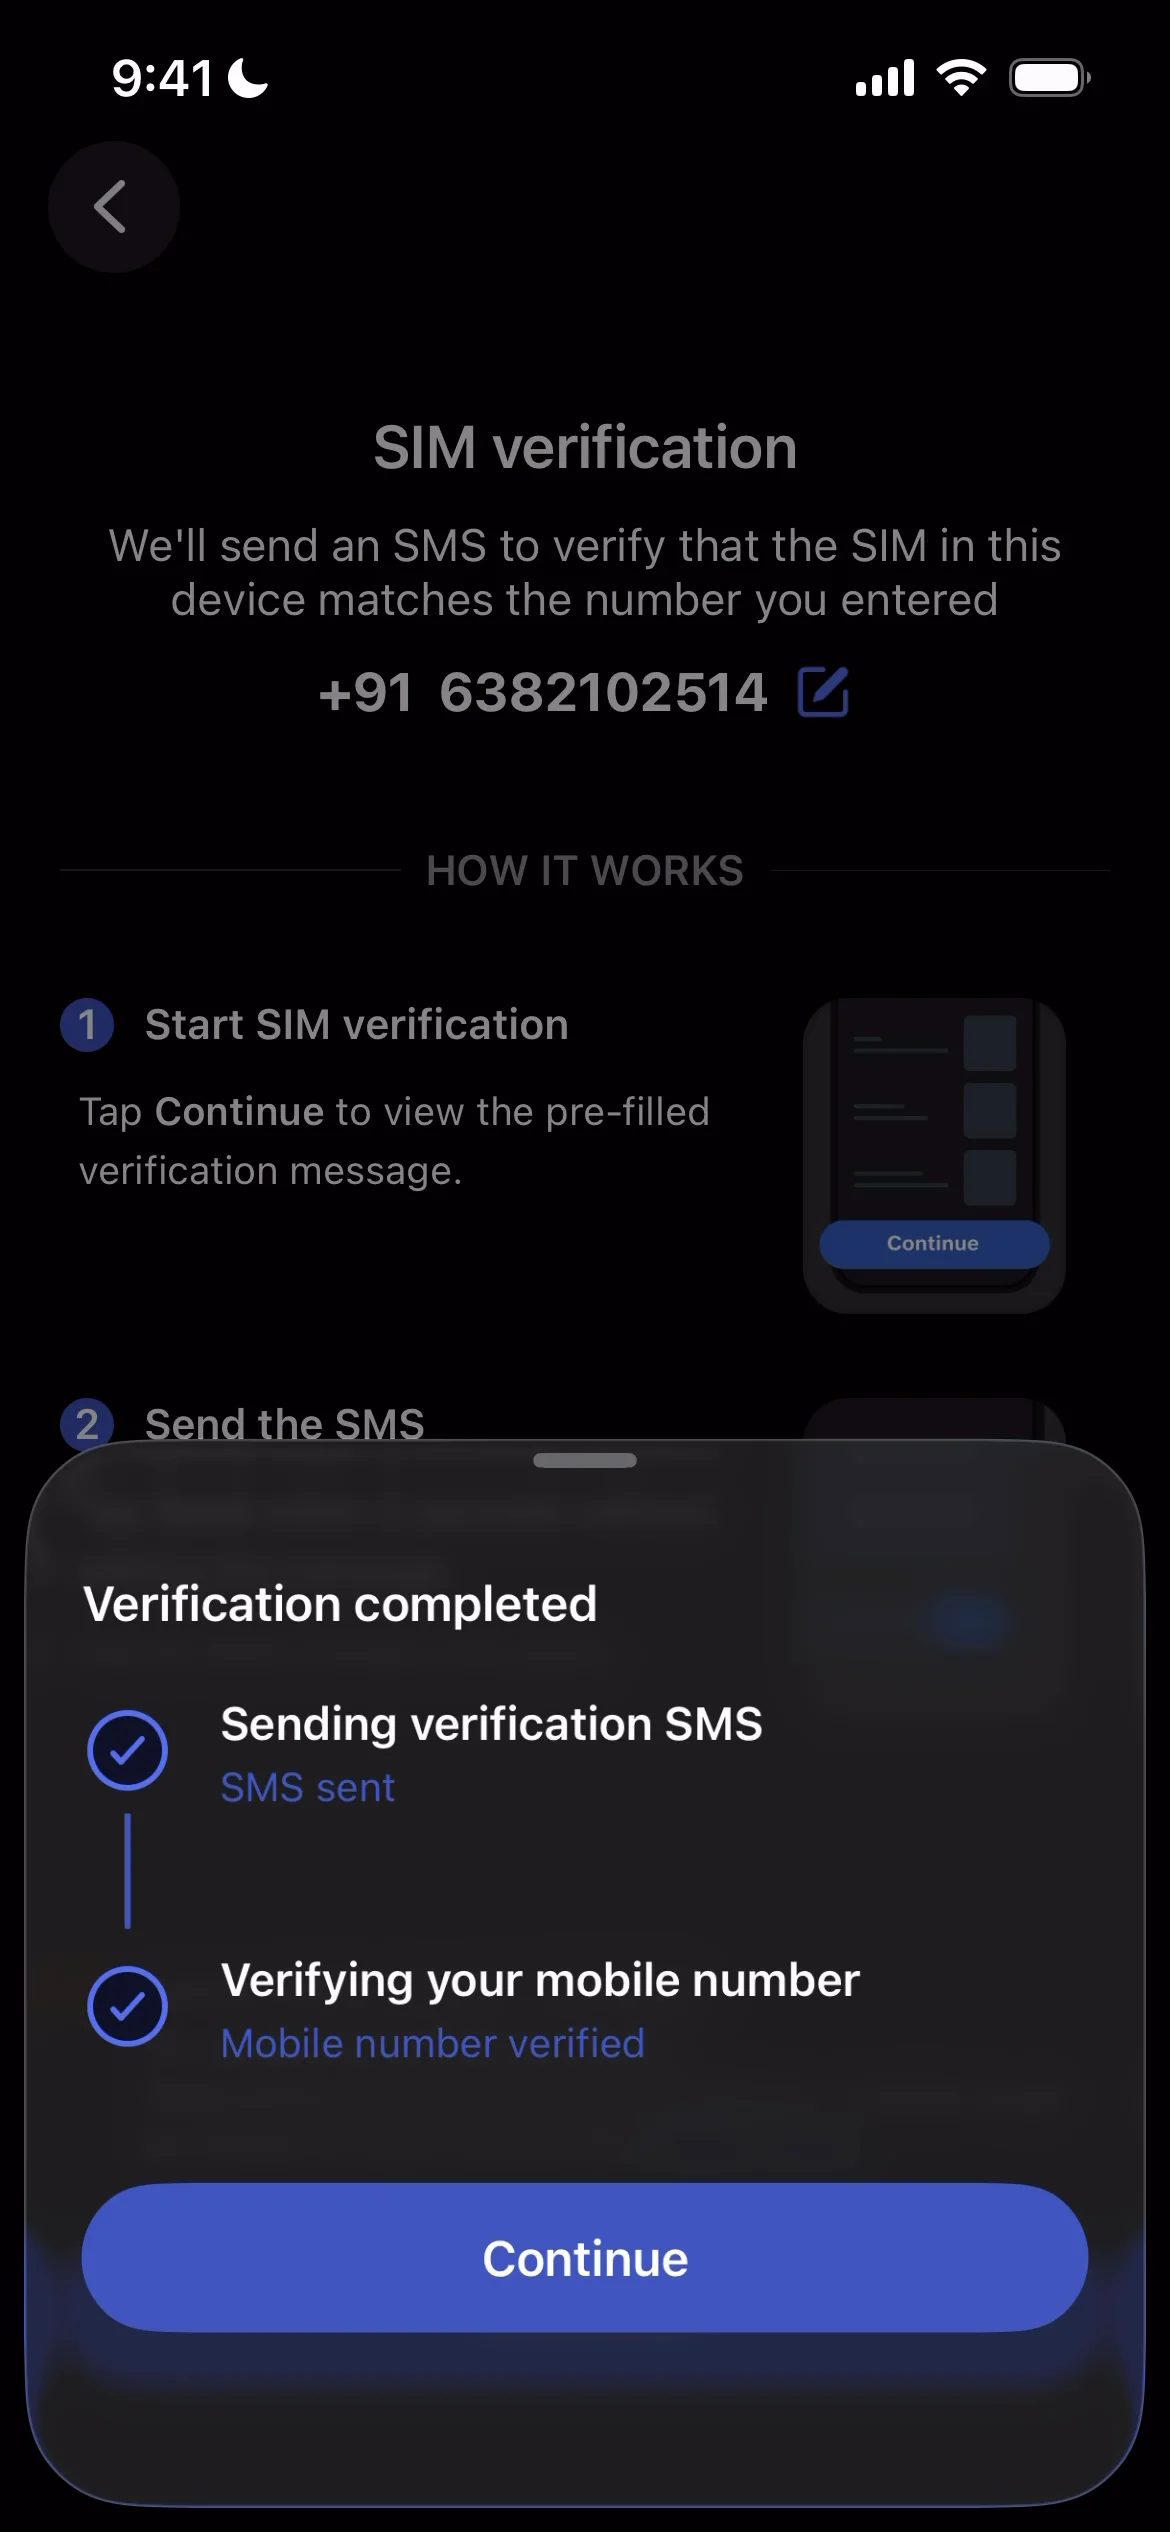 9:41
SIM verification
We'll send an SMS to verify that the SIM in this
device matches the number you entered
+91 6382102514
HOW IT WORKS
1 Start SIM verification
Tap Continue to view the pre-filled
verification message.
Continue
2 Send the SMS
Verification completed
Sending verification SMS
SMS sent
Verifying your mobile number
Mobile number verified
Continue